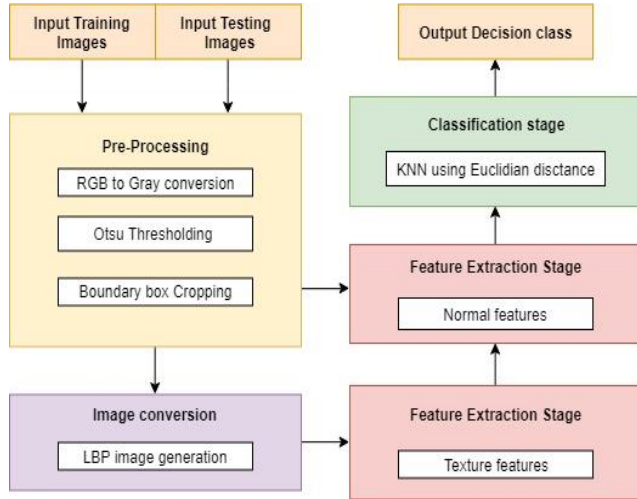 Input Training
Images
Input Testing
Images
Output Decision class
Pre-Processing
RGB to Gray conversion
Otsu Thresholding
Boundary box Cropping
Classification stage
KNN using Euclidian disctance
Feature Extraction Stage
Normal features
Image conversion
LBP image generation
Feature Extraction Stage
Texture features